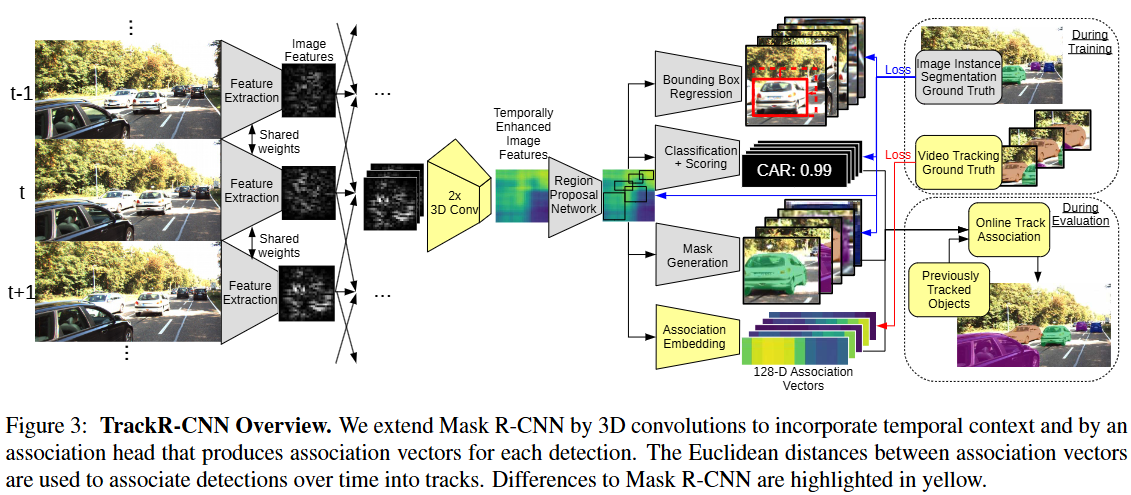 t-1
t
t+1
Feature
Extraction
Shared
weights
Feature
Extraction
Shared
weights
Feature
Extraction
Image
Features
...
...
2x
3D Conv
Temporally
Enhanced
Image
Features
Region
Proposal
Network
Bounding Box
Regression
Classification
+ Scoring
CAR: 0.99
Mask
Generation
Association
Embedding
128-D Association
Vectors
During
Training
Loss
Image Instance
Segmentation
Ground Truth
Loss
Video Tracking
Ground Truth
During
Evaluation
Online Track
Association
Previously
Tracked
Objects
Figure 3: TrackR-CNN Overview. We extend Mask R-CNN by 3D convolutions to incorporate temporal context and by an
association head that produces association vectors for each detection. The Euclidean distances between association vectors
are used to associate detections over time into tracks. Differences to Mask R-CNN are highlighted in yellow.